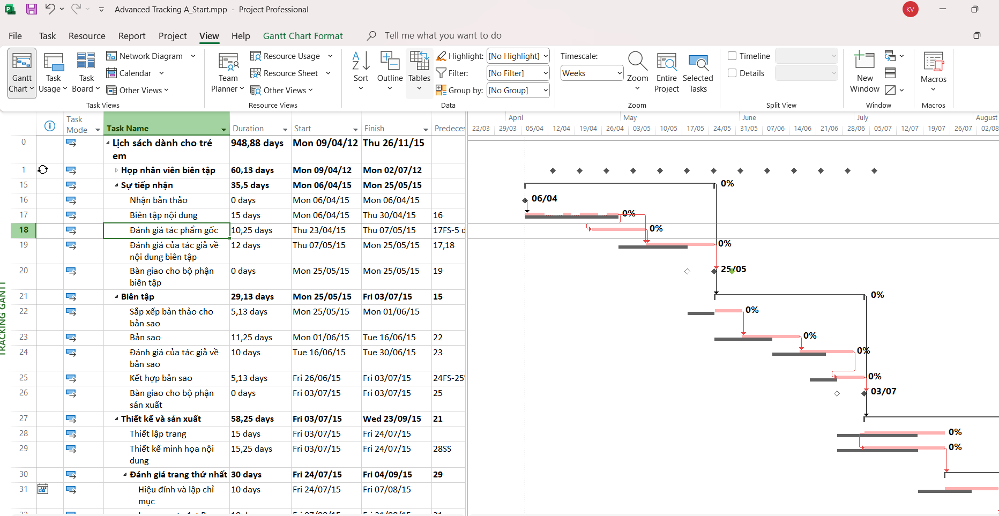 Advanced Tracking A_Start.mpp - Project Professional
KV
File Task Resource Report Project View Help Gantt Chart Format Tell me what you want to do
Gantt Chart
Task Usage
Task Board
Network Diagram
Calendar
Other Views
Task Views
Team Planner
Resource Usage
Resource Sheet
Other Views
Resource Views
Sort
Outline
Tables
Highlight: [No Highlight]
Filter: [No Filter]
Group by: [No Group]
Data
Timescale:
Weeks
Zoom
Entire Project
Selected Tasks
Zoom
Timeline
Details
Split View
New Window
Window
Macros
Macros
Task Mode Task Name Duration Start Finish Predeces
April May June July August
22/03 29/03 05/04 12/04 19/04 26/04 03/05 10/05 17/05 24/05 31/05 07/06 14/06 21/06 28/06 05/07 12/07 19/07 26/07 02/08
0 Lịch sách dành cho trẻ em 948,88 days Mon 09/04/12 Thu 26/11/15
1 Họp nhân viên biên tập 60,13 days Mon 09/04/12 Mon 02/07/12
15 Sự tiếp nhận 35,5 days Mon 06/04/15 Mon 25/05/15 0%
16 Nhận bản thảo 0 days Mon 06/04/15 Mon 06/04/15 06/04
17 Biên tập nội dung 15 days Mon 06/04/15 Thu 30/04/15 16 0%
18 Đánh giá tác phẩm gốc 10,25 days Thu 23/04/15 Thu 07/05/15 17FS-5 d 0%
19 Đánh giá của tác giả về nội dung biên tập 12 days Thu 07/05/15 Mon 25/05/15 17,18 0%
20 Bàn giao cho bộ phận biên tập 0 days Mon 25/05/15 Mon 25/05/15 19 25/05
21 Biên tập 29,13 days Mon 25/05/15 Fri 03/07/15 15 0%
22 Sắp xếp bản thảo cho bản sao 5,13 days Mon 25/05/15 Mon 01/06/15 0%
23 Bản sao 11,25 days Mon 01/06/15 Tue 16/06/15 22 0%
24 Đánh giá của tác giả về bản sao 10 days Tue 16/06/15 Tue 30/06/15 23 0%
25 Kết hợp bản sao 5,13 days Fri 26/06/15 Fri 03/07/15 24FS-25% 0%
26 Bàn giao cho bộ phận sản xuất 0 days Fri 03/07/15 Fri 03/07/15 25 03/07
27 Thiết kế và sản xuất 58,25 days Fri 03/07/15 Wed 23/09/15 21
28 Thiết lập trang 15 days Fri 03/07/15 Fri 24/07/15 0%
29 Thiết kế minh họa nội dung 15,25 days Fri 03/07/15 Fri 24/07/15 28SS 0%
30 Đánh giá trang thứ nhất 30 days Fri 24/07/15 Fri 04/09/15 29
31 Hiệu đính và lập chỉ mục 10 days Fri 24/07/15 Fri 07/08/15
TRACKING GANTT